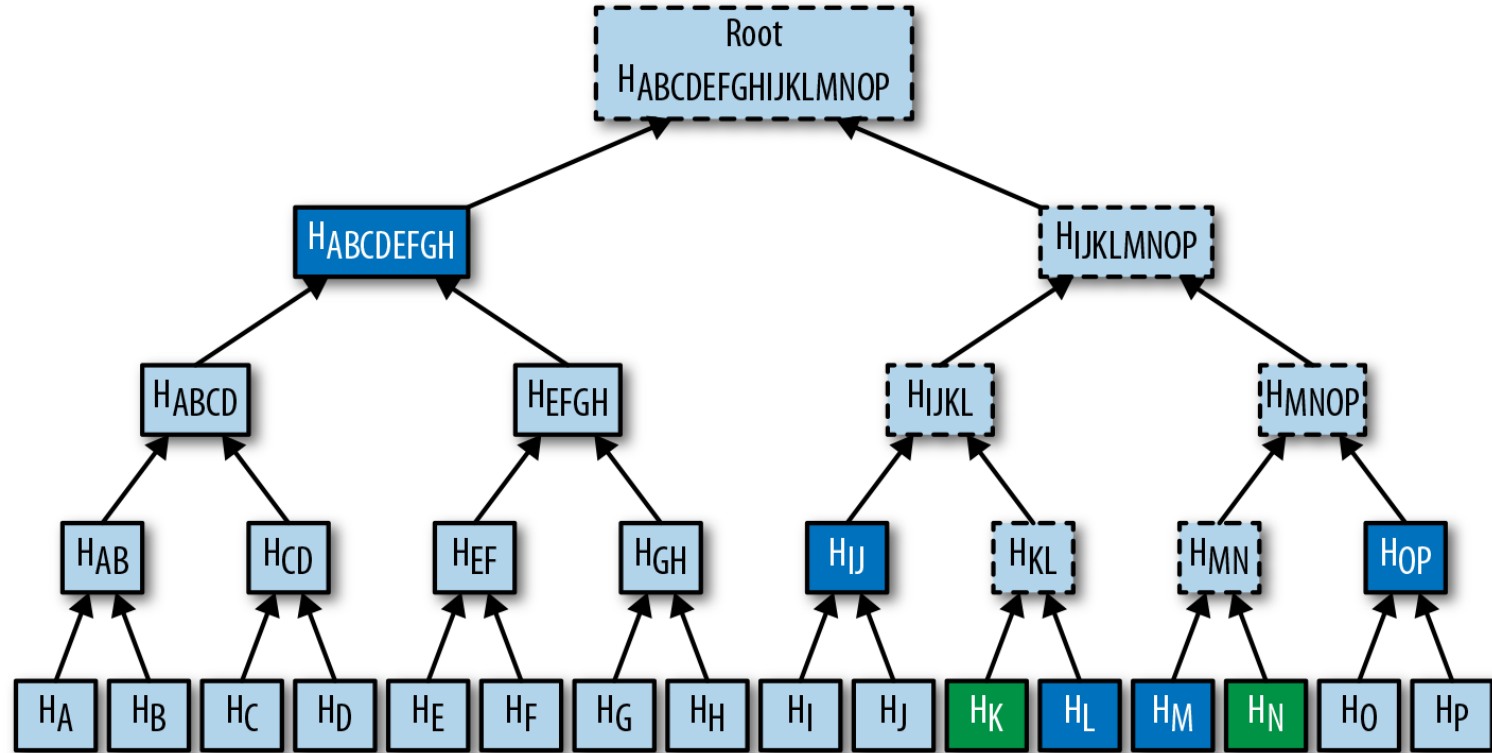 Root
HABCDEFGHIJKLMNOP
HABCDEFGH
HIJKLMNOP
HABCD
HEFGH
HIJKL
HMNOP
HAB
HCD
HEF
HGH
HIJ
HKL
HMN
HOP
HA
HB
HC
HD
HE
HF
HG
HH
HI
HJ
HK
HL
HM
HN
HO
HP